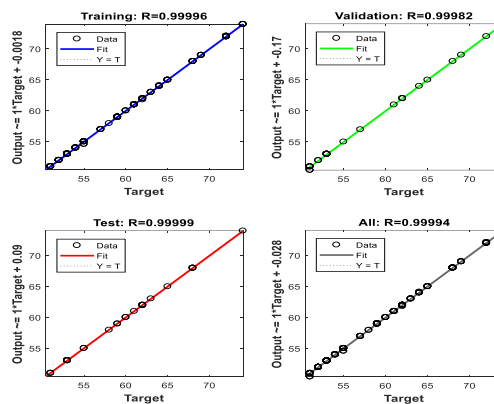 Training: R=0.99996
Output ~= 1*Target + -0.0018
Data
Fit
Y = T
70
65
60
55
55 60 65 70
Target
Validation: R=0.99982
Output ~= 1*Target + -0.17
Data
Fit
Y = T
70
65
60
55
55 60 65 70
Target
Test: R=0.99999
Output ~= 1*Target + 0.09
Data
Fit
Y = T
70
65
60
55
55 60 65 70
Target
All: R=0.99994
Output ~= 1*Target + -0.028
Data
Fit
Y = T
70
65
60
55
55 60 65 70
Target